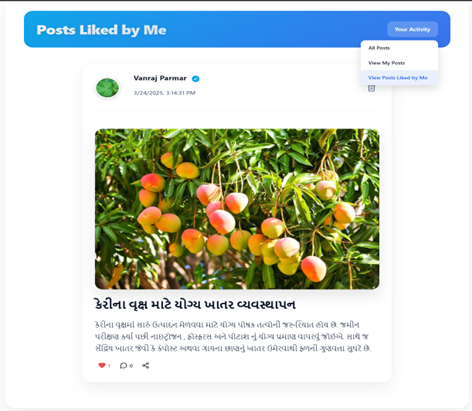 Posts Liked by Me
Your Activity
All Posts
View My Posts
View Posts Liked by Me
Vanraj Parmar
3/24/2025, 3:14:31 PM
કેરીના વૃક્ષ માટે યોગ્ય ખાતર વ્યવસ્થાપન
કેરીના વૃક્ષમાં સારું ઉત્પાદન મેળવવા માટે યોગ્ય પોષક તત્વોની જરૂરિયાત હોય છે. જમીન
પરીક્ષણ કર્યા પછી નાઇટ્રોજન , ફોસ્ફરસ અને પોટાશ નું યોગ્ય પ્રમાણ વાપરવું જોઇએ. સાથે જ
સેંદ્રિય ખાતર જેવી કે કંપોસ્ટ અથવા ગાયના છાણનું ખાતર ઉમેરવાથી ફળની ગુણવત્તા સુધરે છે.
1 0